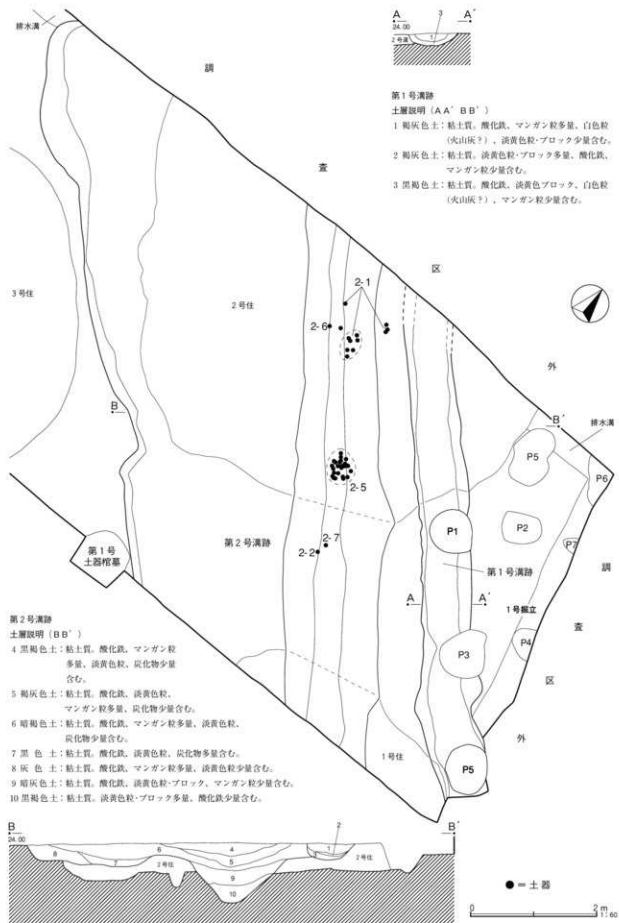 排水溝
調
査
区
外
A
A´
3
24.00
2号溝
1
第1号溝跡
土層説明（AA´BB´）
1 褐灰色土：粘土質。酸化鉄、マンガン粒多量、白色粒
（火山灰？）、淡黄色粒・ブロック少量含む。
2 褐灰色土：粘土質。淡黄色粒・ブロック多量、酸化鉄、
マンガン粒少量含む。
3 黒褐色土：粘土質。酸化鉄、淡黄色ブロック、白色粒
（火山灰？）、マンガン粒少量含む。
3号住
2号住
2-1
2-6
B
B´
排水溝
P5
P6
2-5
P1
P2
P7
第1号
土器棺墓
第2号溝跡
2-7
2-2
第1号溝跡
A
A´
1号掘立
調
査
区
外
P3
P4
1号住
P5
第2号溝跡
土層説明（BB´）
4 黒褐色土：粘土質。酸化鉄、マンガン粒
多量、淡黄色粒、炭化物少量
含む。
5 褐灰色土：粘土質。酸化鉄、淡黄色粒、
マンガン粒多量、炭化物少量含む。
6 暗褐色土：粘土質。酸化鉄、マンガン粒多量、淡黄色粒、
炭化物少量含む。
7 黒色土：粘土質。酸化鉄、淡黄色粒、炭化物多量含む。
8 灰色土：粘土質。酸化鉄、マンガン粒多量、淡黄色粒少量含む。
9 暗灰色土：粘土質。酸化鉄、淡黄色粒・ブロック、マンガン粒少量含む。
10 黒褐色土：粘土質。淡黄色粒・ブロック多量、酸化鉄少量含む。
B
B´
24.00
2
8
7
6
2号住
4
5
9
10
1
2号住
●＝土器
0
2m
1:60